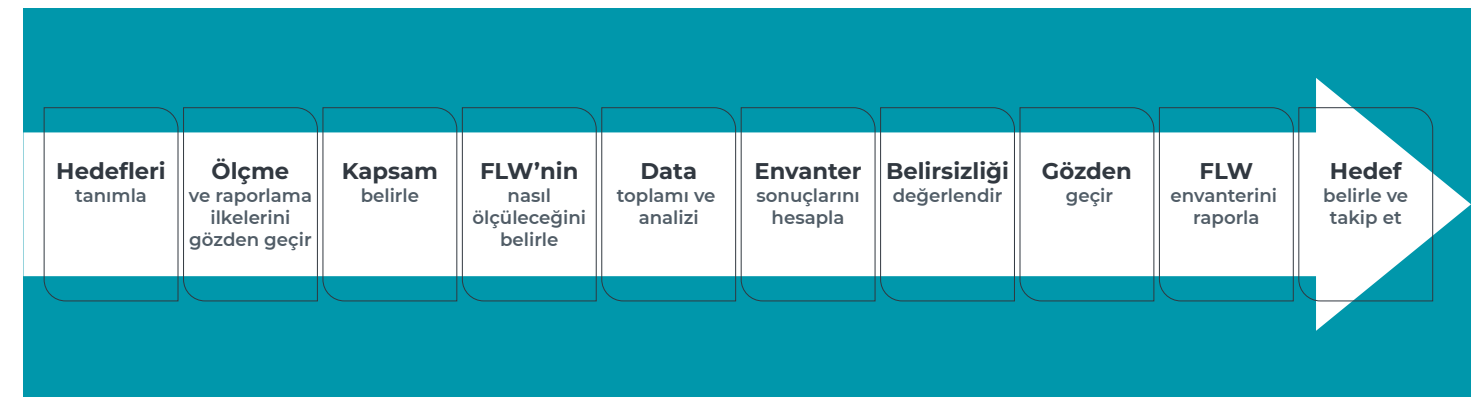 Hedefleri
tanımla
Ölçme
ve raporlama
ilkelerini
gözden geçir
Kapsam
belirle
FLW’nin
nasıl
ölçüleceğini
belirle
Data
toplamı ve
analizi
Envanter
sonuçlarını
hesapla
Belirsizliği
değerlendir
Gözden
geçir
FLW
envanterini
raporla
Hedef
belirle ve
takip et